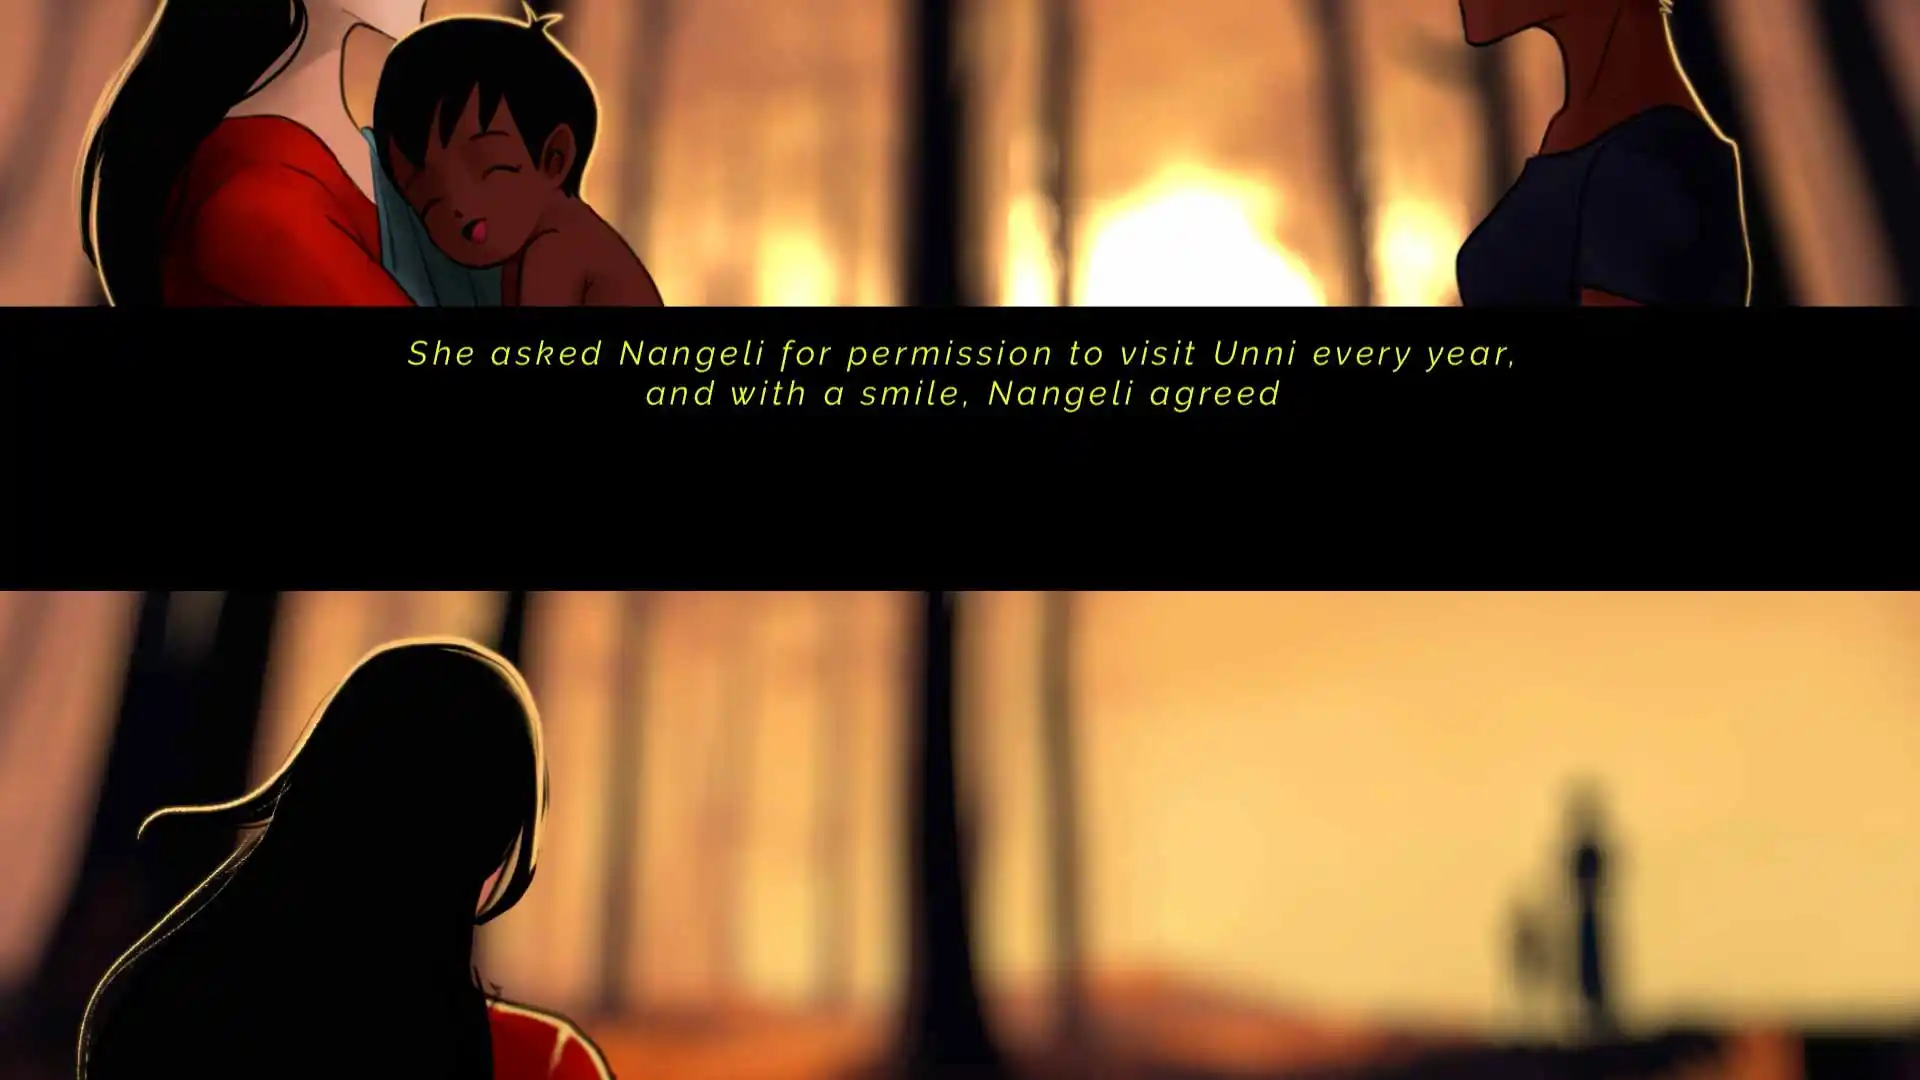 She asked Nangeli for permission to visit Unni every year,
and with a smile, Nangeli agreed